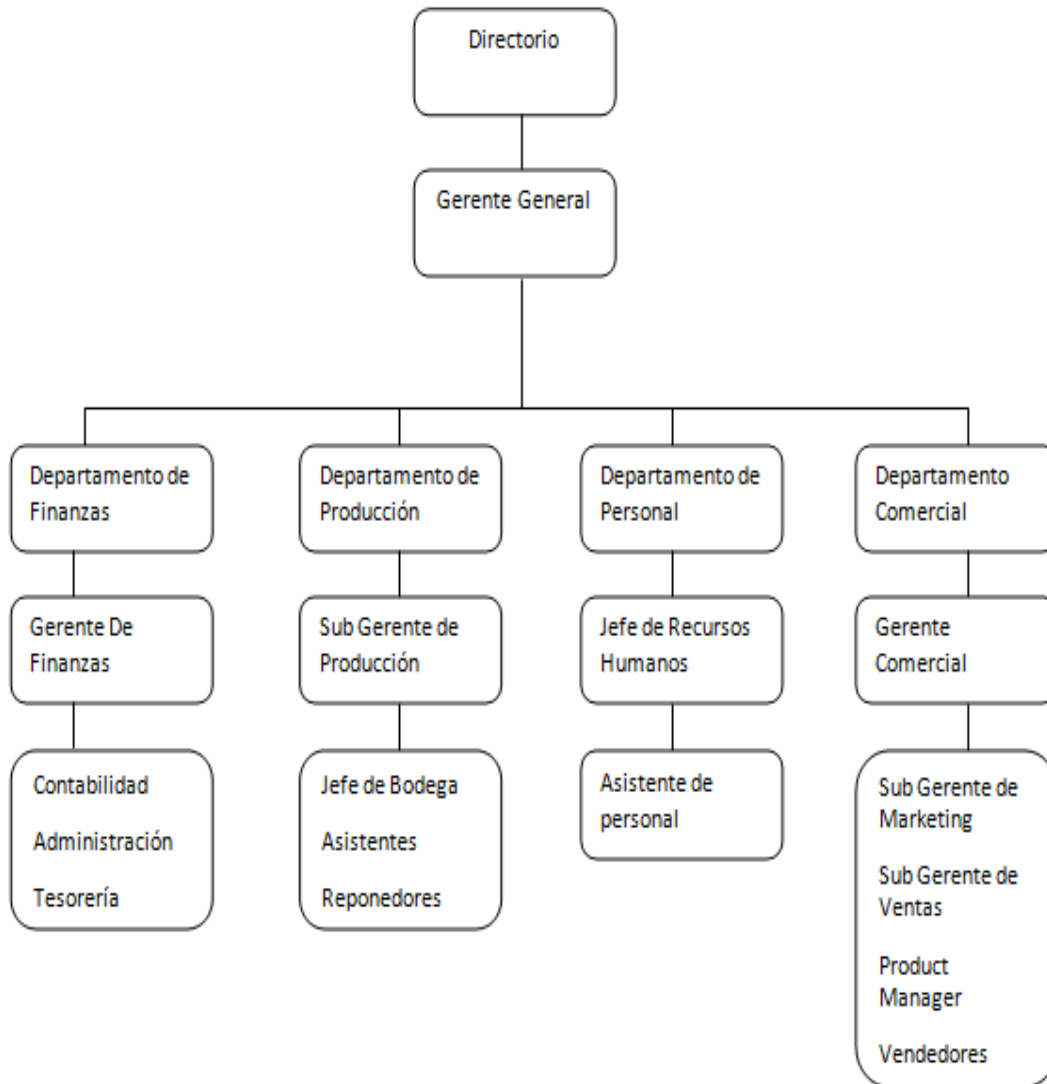 Directorio
Gerente General
Departamento de
Finanzas
Departamento de
Producción
Departamento de
Personal
Departamento
Comercial
Gerente De
Finanzas
Sub Gerente de
Producción
Jefe de Recursos
Humanos
Gerente
Comercial
Contabilidad
Administración
Tesorería
Jefe de Bodega
Asistentes
Reponedores
Asistente de
personal
Sub Gerente de
Marketing
Sub Gerente de
Ventas
Product
Manager
Vendedores